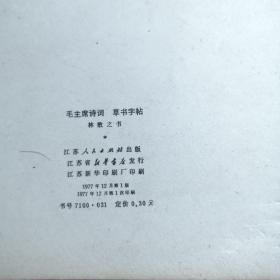 毛主席诗词 草书字帖
林散之书
*
江苏人民出版社出版
江苏省新华书店发行
江苏新华印刷厂印刷
1977年12月第1版
1977年12月第1次印刷
书号 7100·031 定价 0.30元